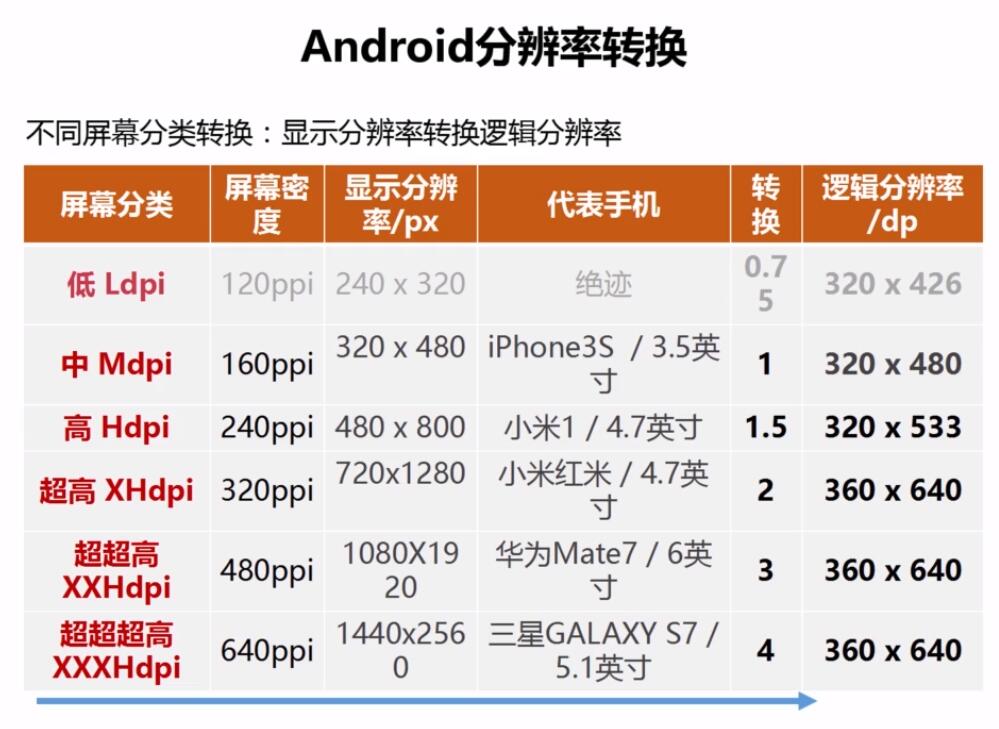 Android分辨率转换
不同屏幕分类转换：显示分辨率转换逻辑分辨率
屏幕分类
屏幕密
度
显示分辨
率/px
代表手机
转
换
逻辑分辨率
/dp
低 Ldpi
120ppi
240 x 320
绝迹
0.7
5
320 x 426
中 Mdpi
160ppi
320 x 480
iPhone3S / 3.5英
寸
1
320 x 480
高 Hdpi
240ppi
480 x 800
小米1 / 4.7英寸
1.5
320 x 533
超高 XHdpi
320ppi
720x1280
小米红米 / 4.7英
寸
2
360 x 640
超超高
XXHdpi
480ppi
1080X19
20
华为Mate7 / 6英
寸
3
360 x 640
超超超高
XXXHdpi
640ppi
1440x256
0
三星GALAXY S7 /
5.1英寸
4
360 x 640